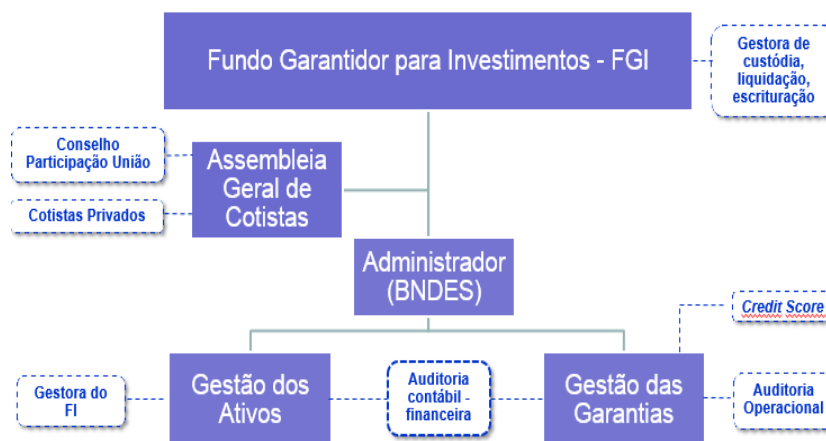 Fundo Garantidor para Investimentos - FGI
Gestora de
custódia,
liquidação,
escrituração
Conselho
Participação União
Cotistas Privados
Assembleia
Geral de
Cotistas
Administrador
(BNDES)
Credit Score
Gestora do
FI
Gestão dos
Ativos
Auditoria
contábil -
financeira
Gestão das
Garantias
Auditoria
Operacional